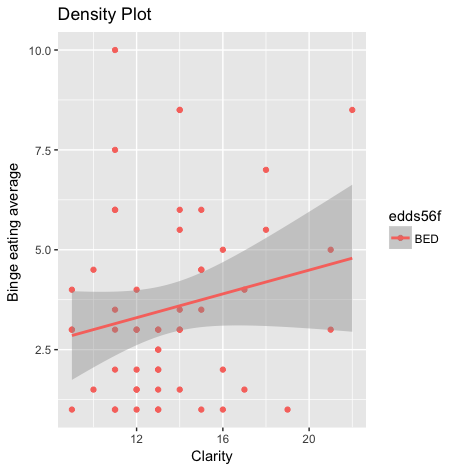 Density Plot
Binge eating average
10.0
7.5
5.0
2.5
12 16 20
Clarity
edds56f
BED